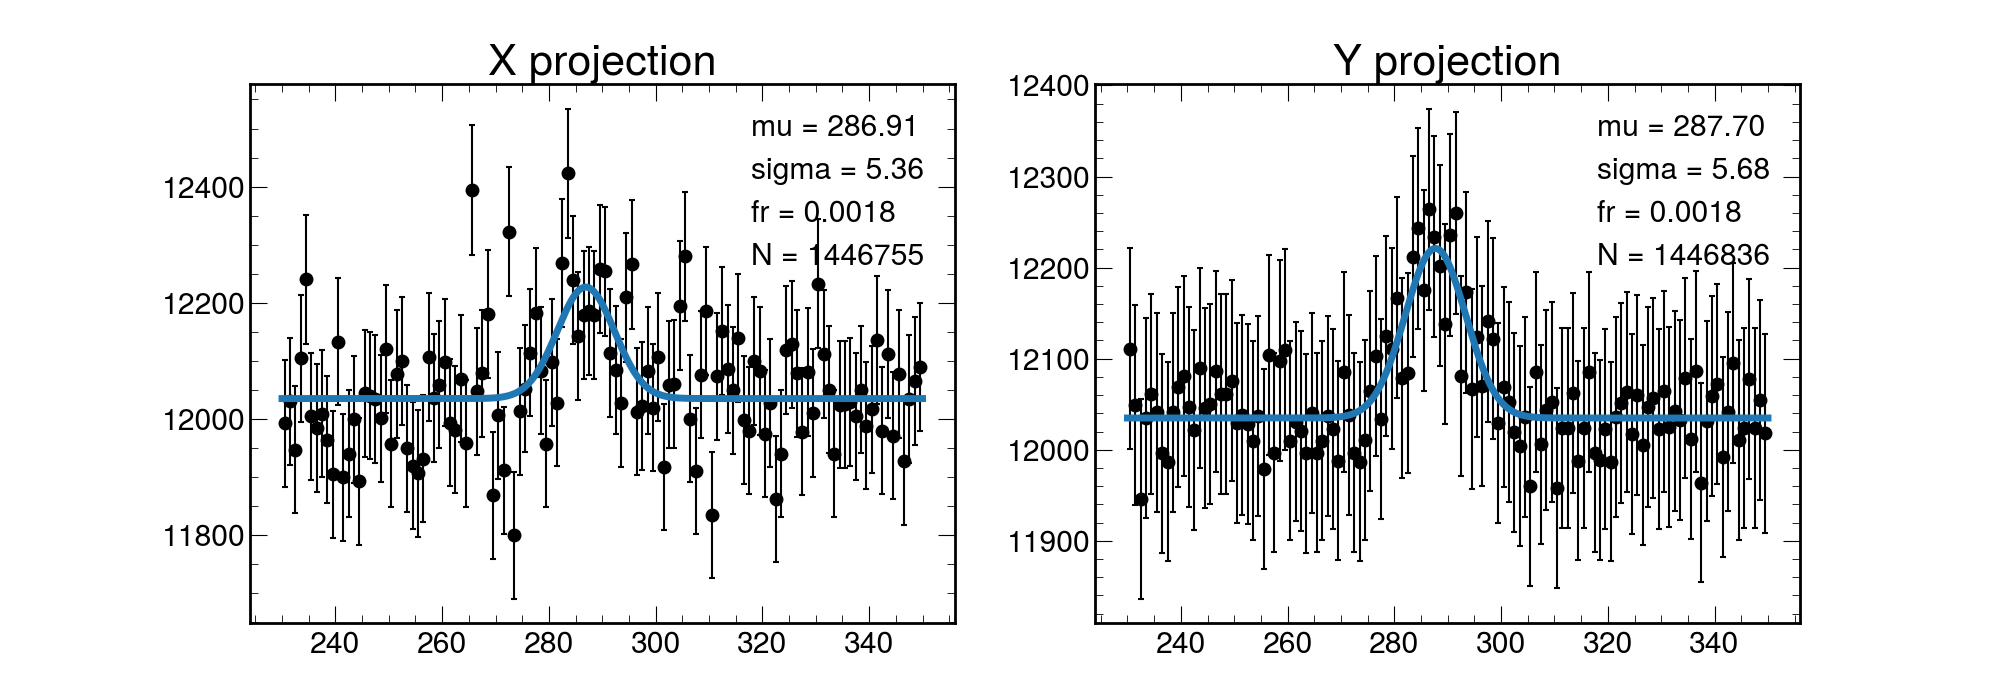 X projection
mu = 286.91
sigma = 5.36
fr = 0.0018
N = 1446755
12400
12200
12000
11800
240 260 280 300 320 340
Y projection
mu = 287.70
sigma = 5.68
fr = 0.0018
N = 1446836
12400
12300
12200
12100
12000
11900
240 260 280 300 320 340